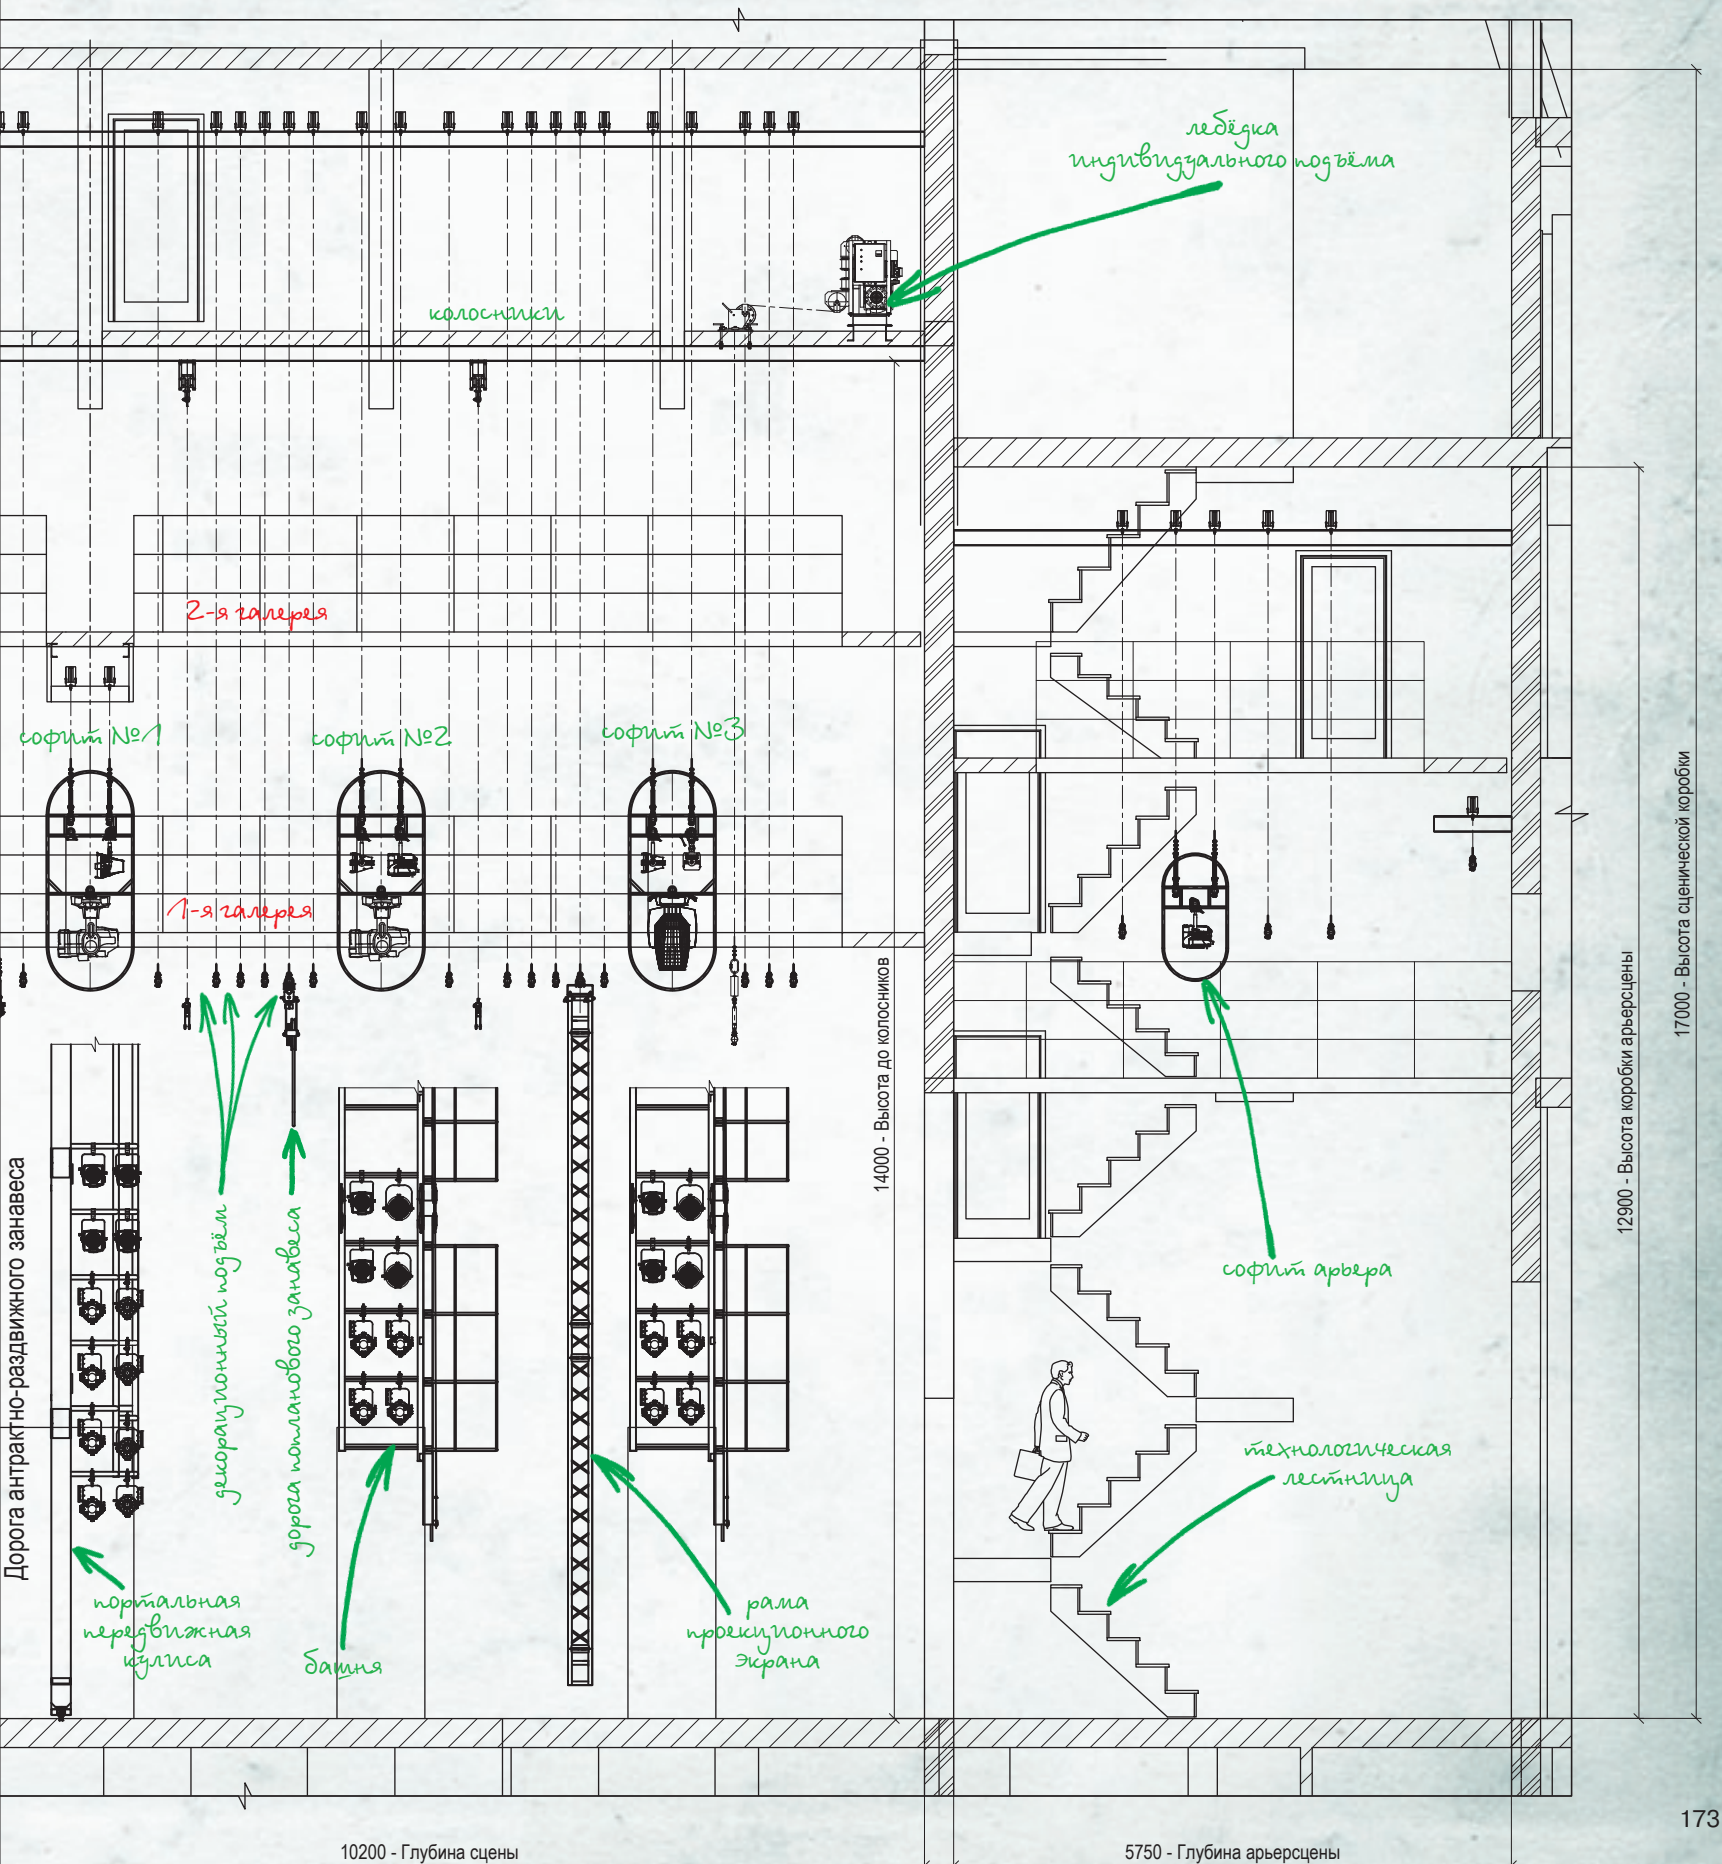 лебёдка
индивидуального подъёма
колосники
2-я галерея
софит №1
софит №2
софит №3
1-я галерея
17000 - Высота сценической коробки
12900 - Высота коробки арьерсцены
14000 - Высота до колосников
Дорога антрактно-раздвижного занавеса
декорационный подъём
дорога попланового занавеса
софит арьера
технологическая
лестница
портальная
передвижная
кулиса
башня
рама
проекционного
экрана
173
10200 - Глубина сцены
5750 - Глубина арьерсцены